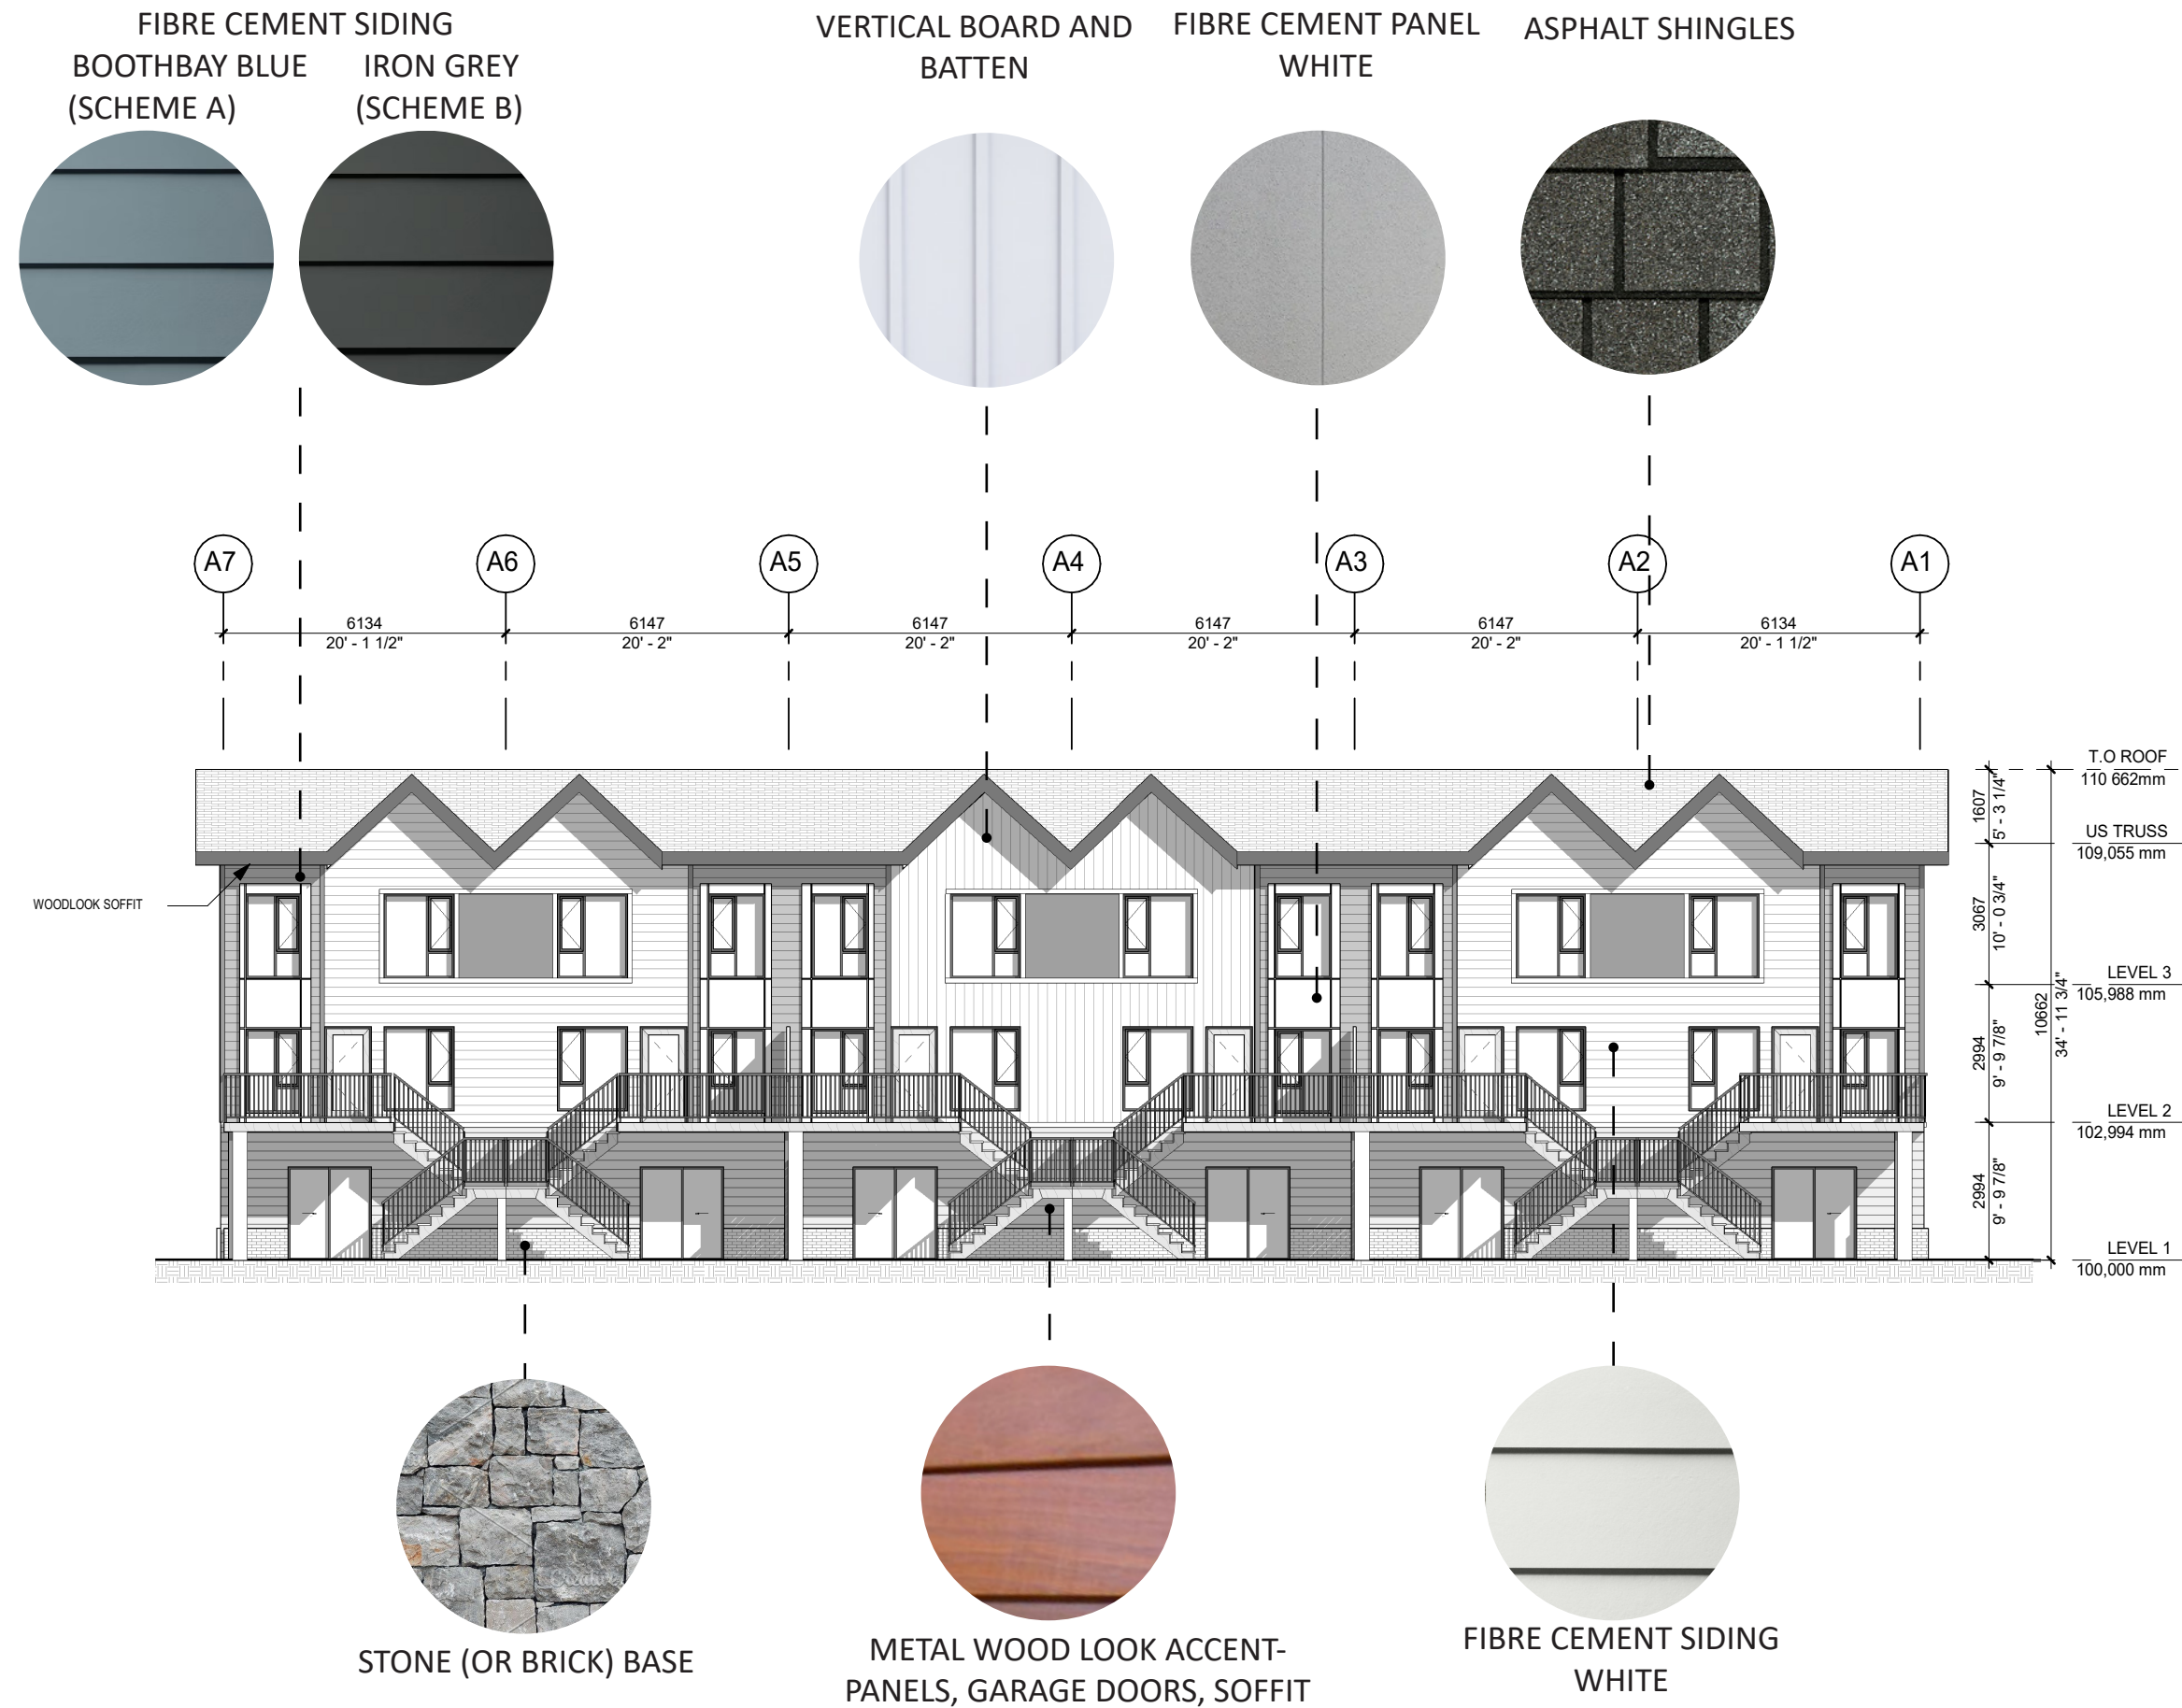 FIBRE CEMENT SIDING
BOOTHBAY BLUE
(SCHEME A)
IRON GREY
(SCHEME B)
VERTICAL BOARD AND
BATTEN
FIBRE CEMENT PANEL
WHITE
ASPHALT SHINGLES
A7
A6
A5
A4
A3
A2
A1
6134
20' - 1 1/2"
6147
20' - 2"
6147
20' - 2"
6147
20' - 2"
6147
20' - 2"
6134
20' - 1 1/2"
WOODLOOK SOFFIT
T.O ROOF
110 662mm
US TRUSS
109,055 mm
LEVEL 3
105,988 mm
LEVEL 2
102,994 mm
LEVEL 1
100,000 mm
1607
5' - 3 1/4"
3067
10' - 0 3/4"
2994
9' - 9 7/8"
2994
9' - 9 7/8"
10662
34' - 11 3/4"
Creative
STONE (OR BRICK) BASE
METAL WOOD LOOK ACCENT-
PANELS, GARAGE DOORS, SOFFIT
FIBRE CEMENT SIDING
WHITE